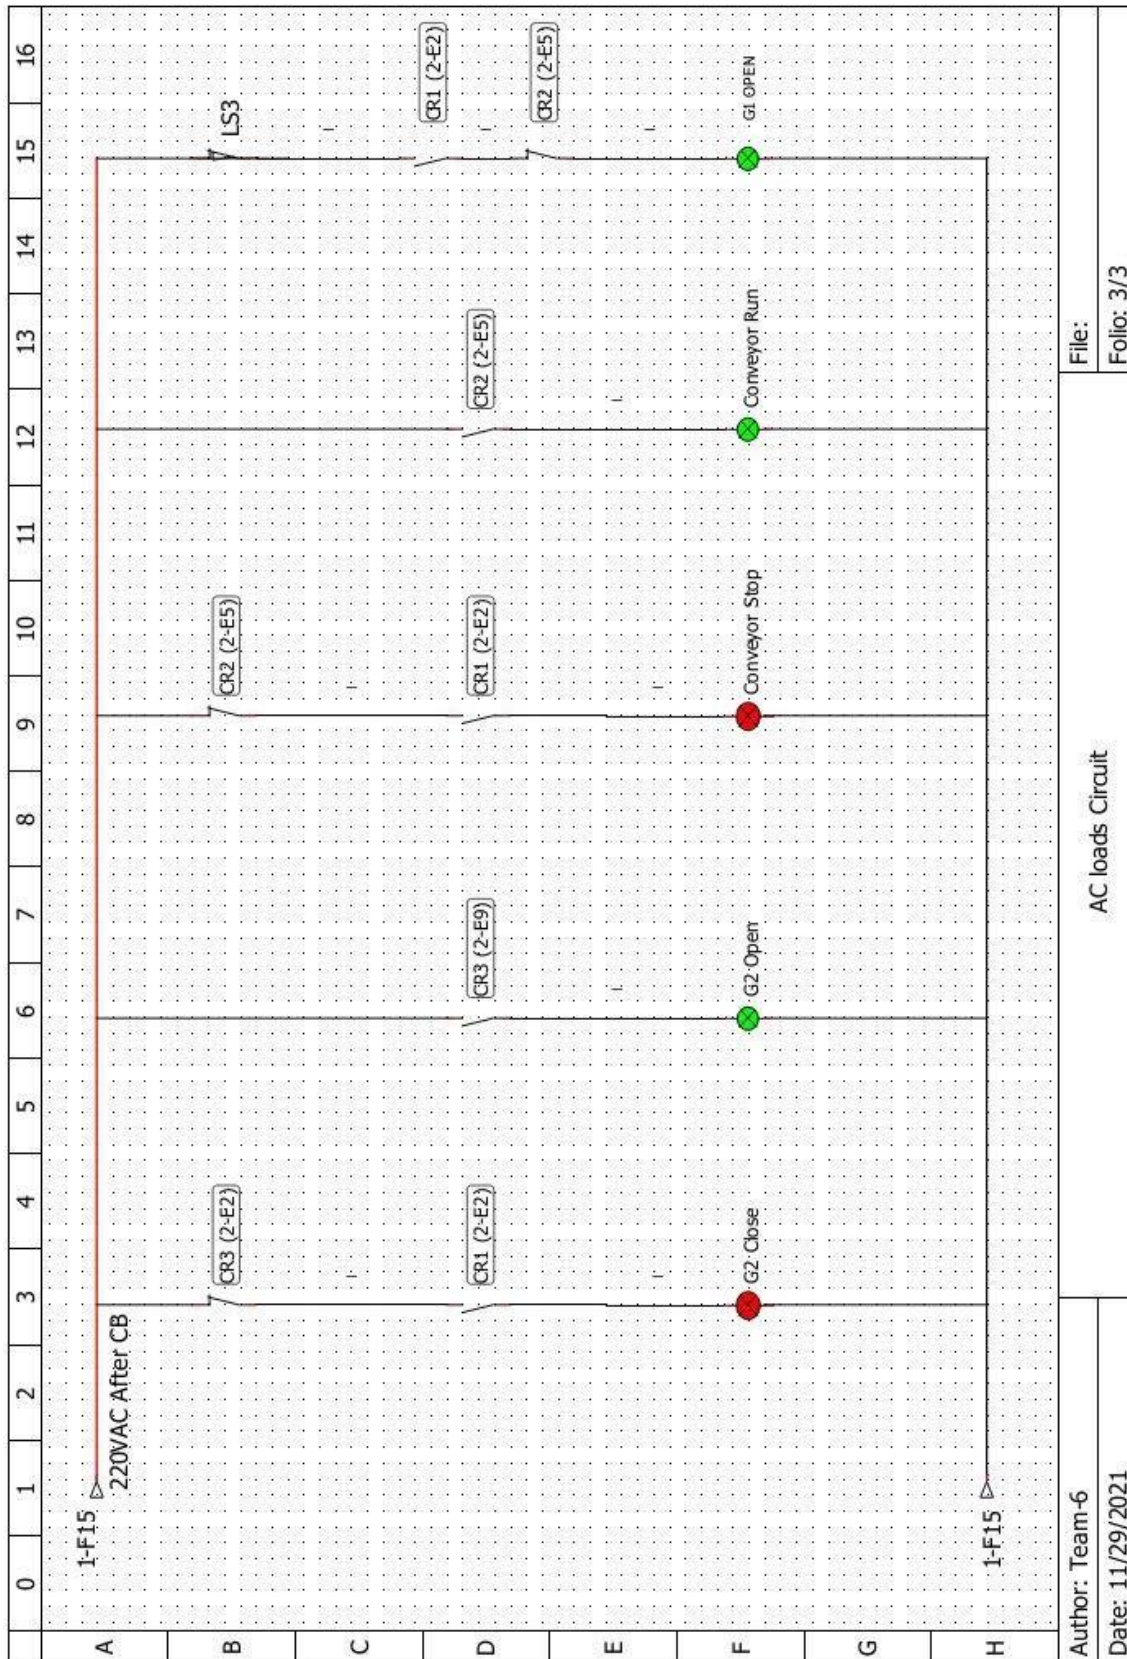 0 1 2 3 4 5 6 7 8 9 10 11 12 13 14 15 16
A
1-F15
220VAC After CB
B
CR3 (2-E2)
CR2 (2-E5)
LS3
C
D
CR1 (2-E2)
CR3 (2-E9)
CR1 (2-E2)
CR2 (2-E5)
CR1 (2-E2)
CR2 (2-E5)
E
F
G2 Close
G2 Open
Conveyor Stop
Conveyor Run
G1 OPEN
G
H
1-F15
Author: Team-6
Date: 11/29/2021
AC loads Circuit
File:
Folio: 3/3